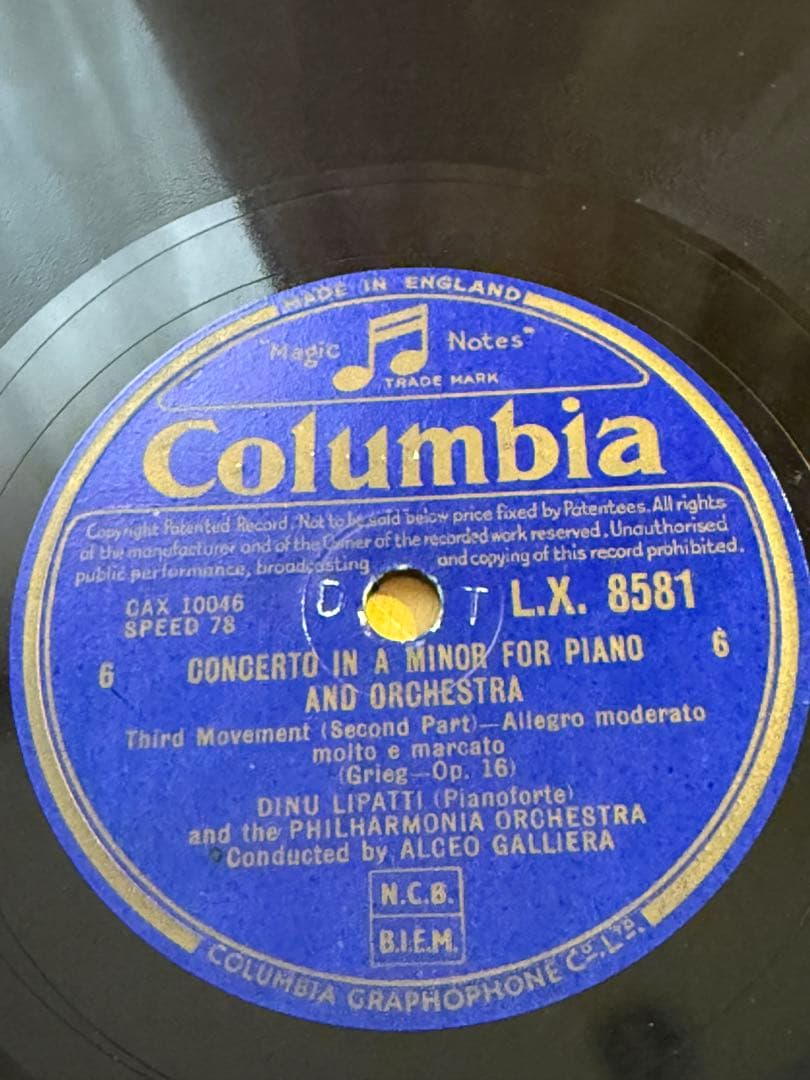 MADE IN ENGLAND
"Magic Notes"
TRADE MARK
Columbia
Copyright Patented Record. Not to be sold below price fixed by Patentees. All rights
of the manufacturer and of the Owner of the recorded work reserved. Unauthorised
public performance, broadcasting and copying of this record prohibited.
CAX 10046
SPEED 78
D T
L.X. 8581
6 CONCERTO IN A MINOR FOR PIANO 6
AND ORCHESTRA
Third Movement (Second Part)—Allegro moderato
molto e marcato
(Grieg—Op. 16)
DINU LIPATTI (Pianoforte)
and the PHILHARMONIA ORCHESTRA
Conducted by ALCEO GALLIERA
N.C.B.
B.I.E.M.
COLUMBIA GRAPHOPHONE Co. LTD.